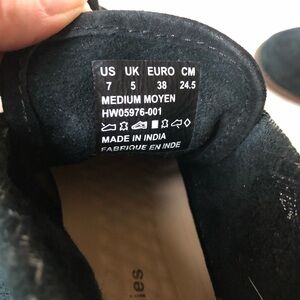 US UK EURO CM
7 5 38 24.5
MEDIUM MOYEN
HW05976-001
MADE IN INDIA
FABRIQUE EN INDE